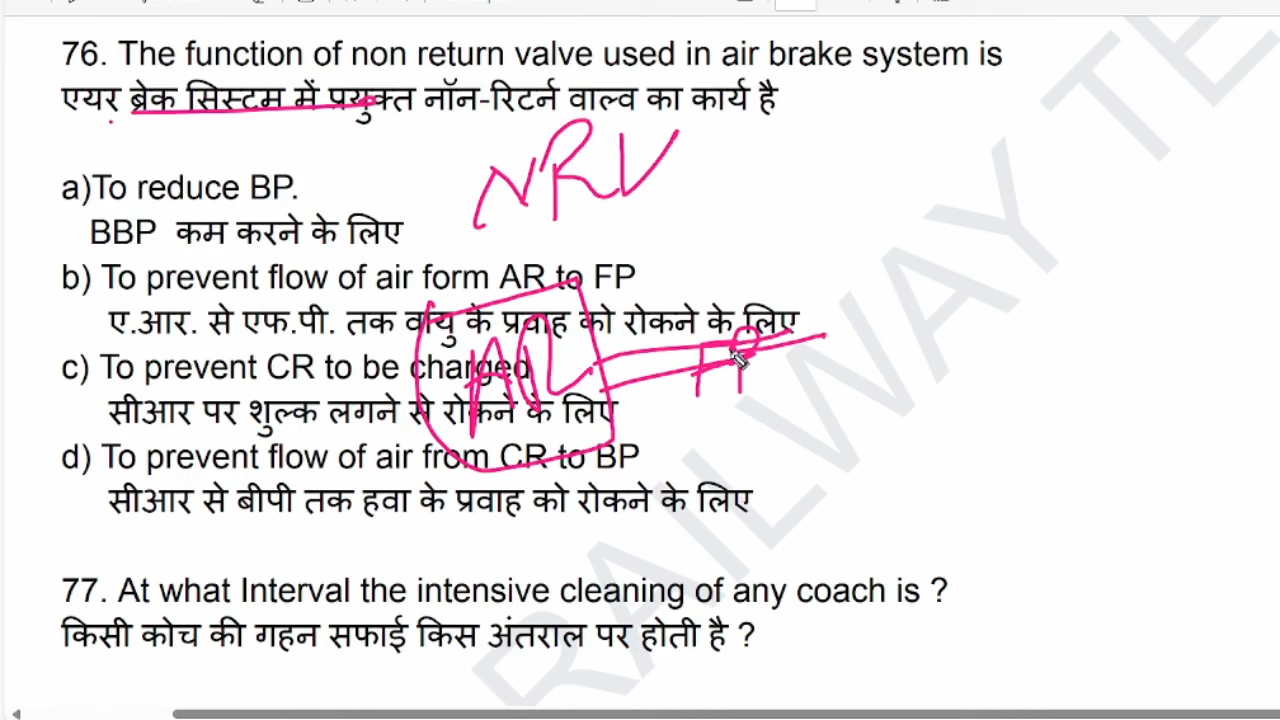 76. The function of non return valve used in air brake system is
एयर ब्रेक सिस्टम में प्रयुक्त नॉन-रिटर्न वाल्व का कार्य है
NRV
a)To reduce BP.
BBP कम करने के लिए
b) To prevent flow of air form AR to FP
ए.आर. से एफ.पी. तक वायु के प्रवाह को रोकने के लिए
AR FP
c) To prevent CR to be charged
सीआर पर शुल्क लगने से रोकने के लिए
d) To prevent flow of air from CR to BP
सीआर से बीपी तक हवा के प्रवाह को रोकने के लिए
77. At what Interval the intensive cleaning of any coach is ?
किसी कोच की गहन सफाई किस अंतराल पर होती है ?
RAILWAY TE